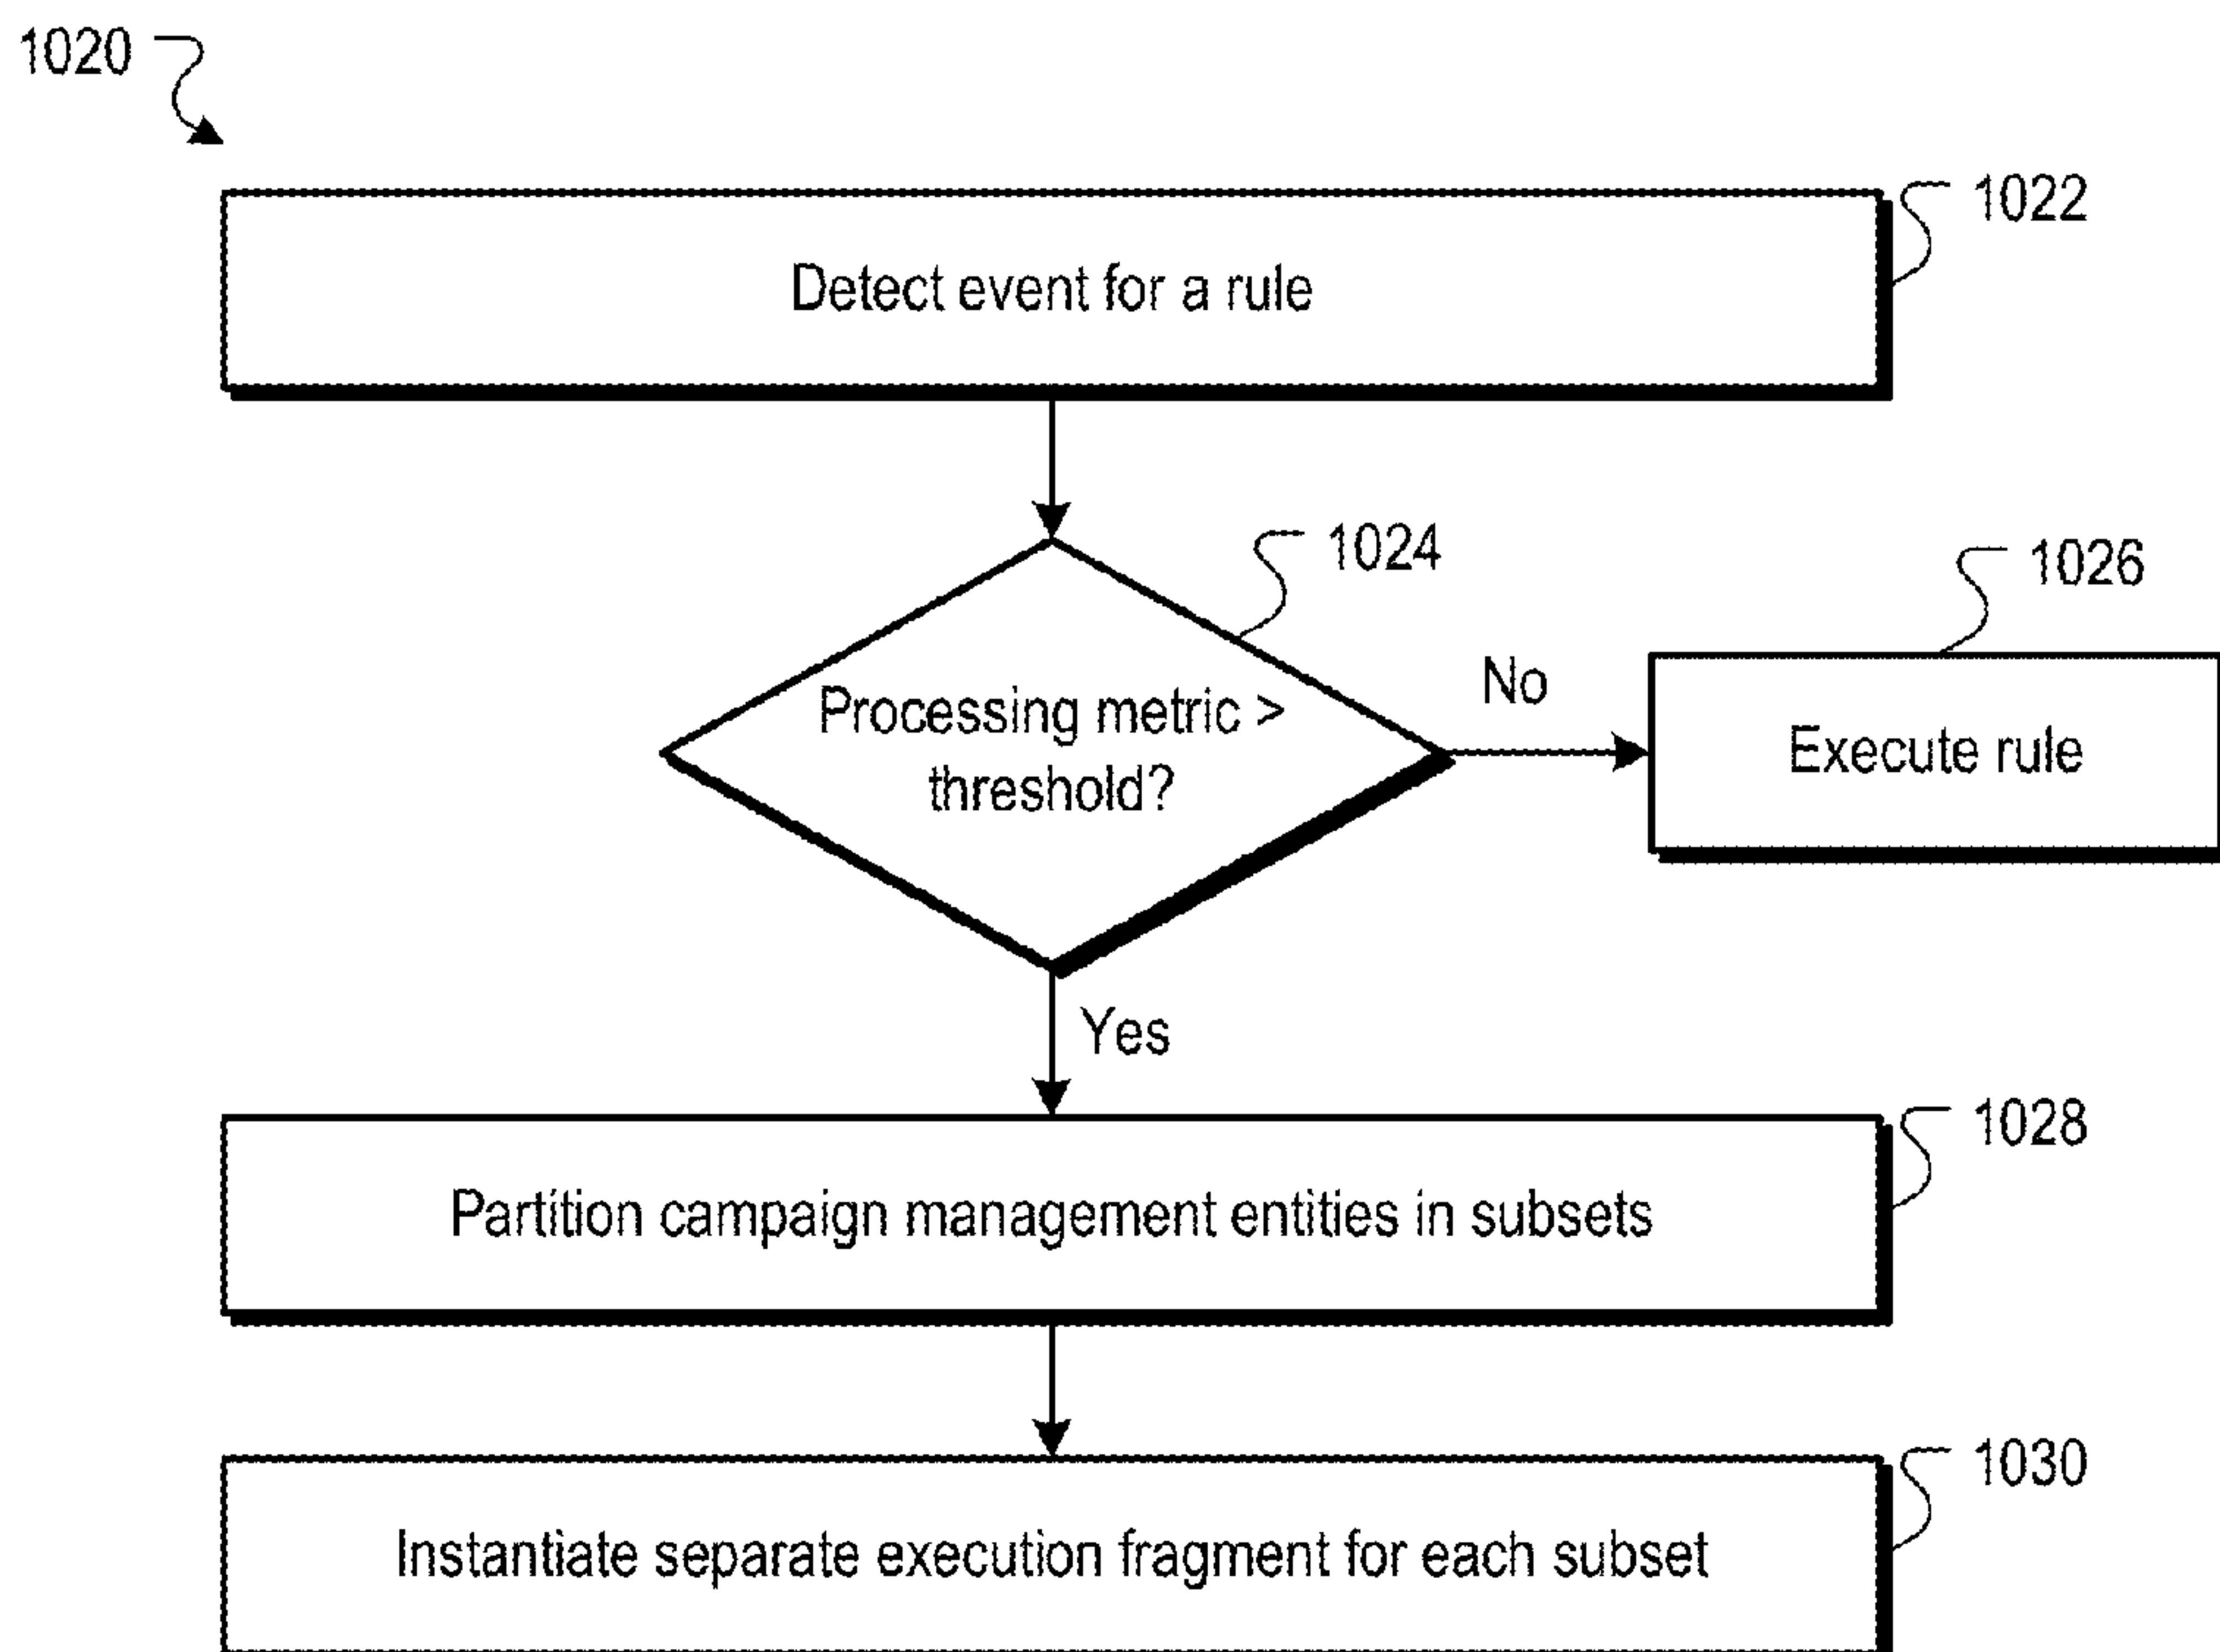 1020
1022
Detect event for a rule
1024
1026
No
Processing metric >
threshold?
Execute rule
Yes
1028
Partition campaign management entities in subsets
1030
Instantiate separate execution fragment for each subset